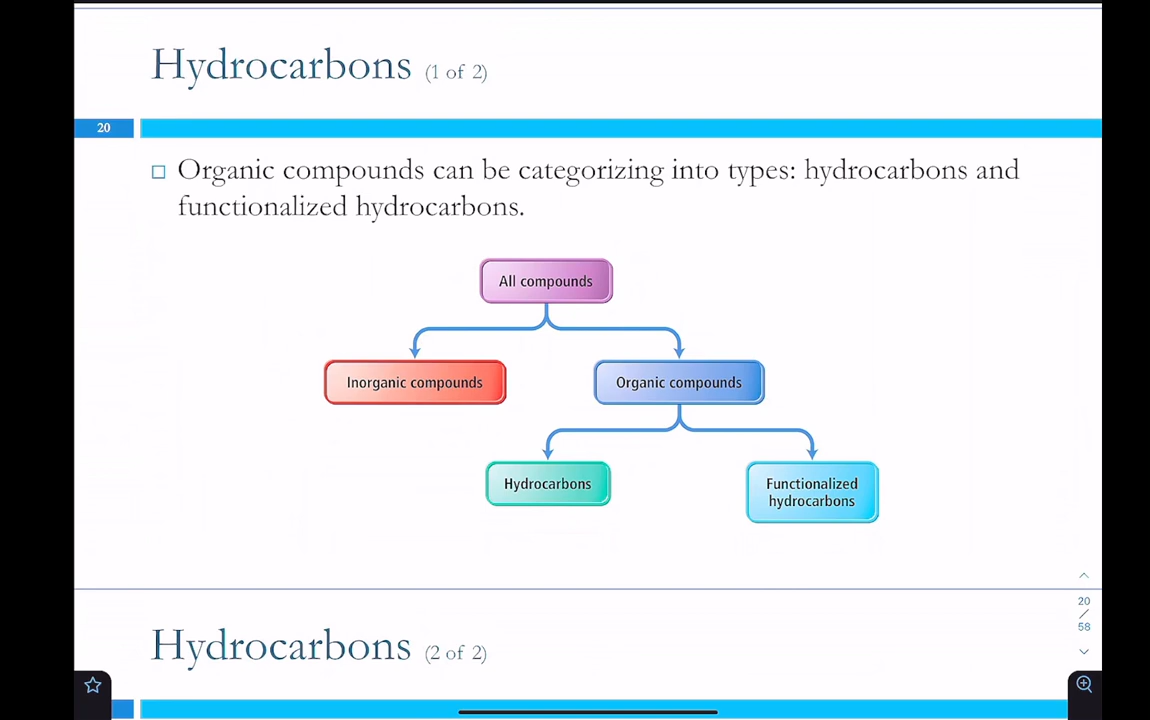 Hydrocarbons (1 of 2)
20
Organic compounds can be categorizing into types: hydrocarbons and
functionalized hydrocarbons.
All compounds
Inorganic compounds
Organic compounds
Hydrocarbons
Functionalized
hydrocarbons
20
/
58
Hydrocarbons (2 of 2)